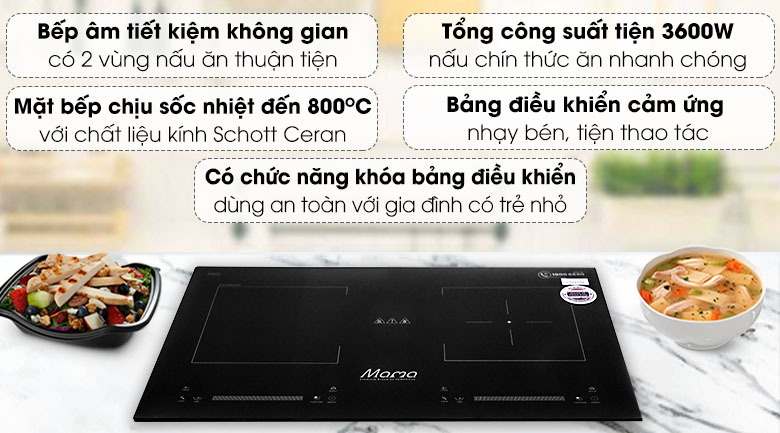 Bếp âm tiết kiệm không gian
có 2 vùng nấu ăn thuận tiện
Tổng công suất tiện 3600W
nấu chín thức ăn nhanh chóng
Mặt bếp chịu sốc nhiệt đến 800°C
với chất liệu kính Schott Ceran
Bảng điều khiển cảm ứng
nhạy bén, tiện thao tác
Có chức năng khóa bảng điều khiển
dùng an toàn với gia đình có trẻ nhỏ
Mama